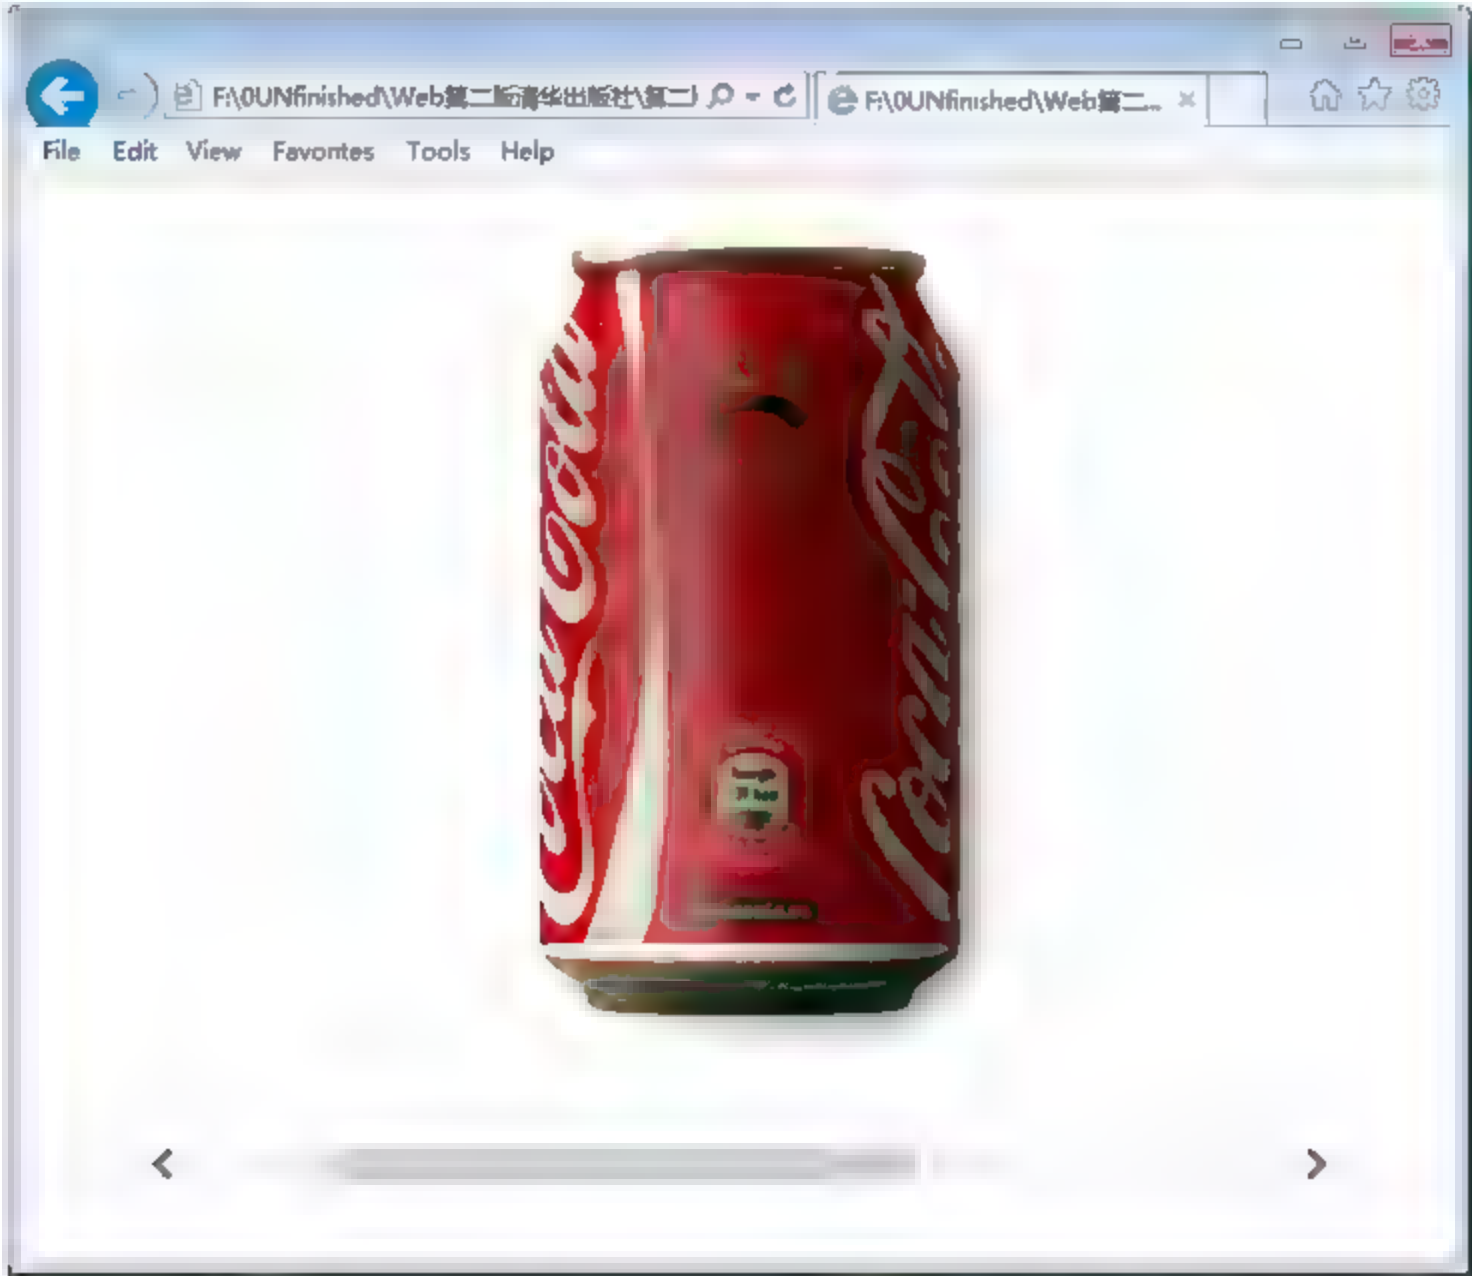 F:\0UNfinished\Web第二版清华出版社\第二
F:\0UNfinished\Web第二...
File Edit View Favorites Tools Help
Coca-Cola
Coca-Cola